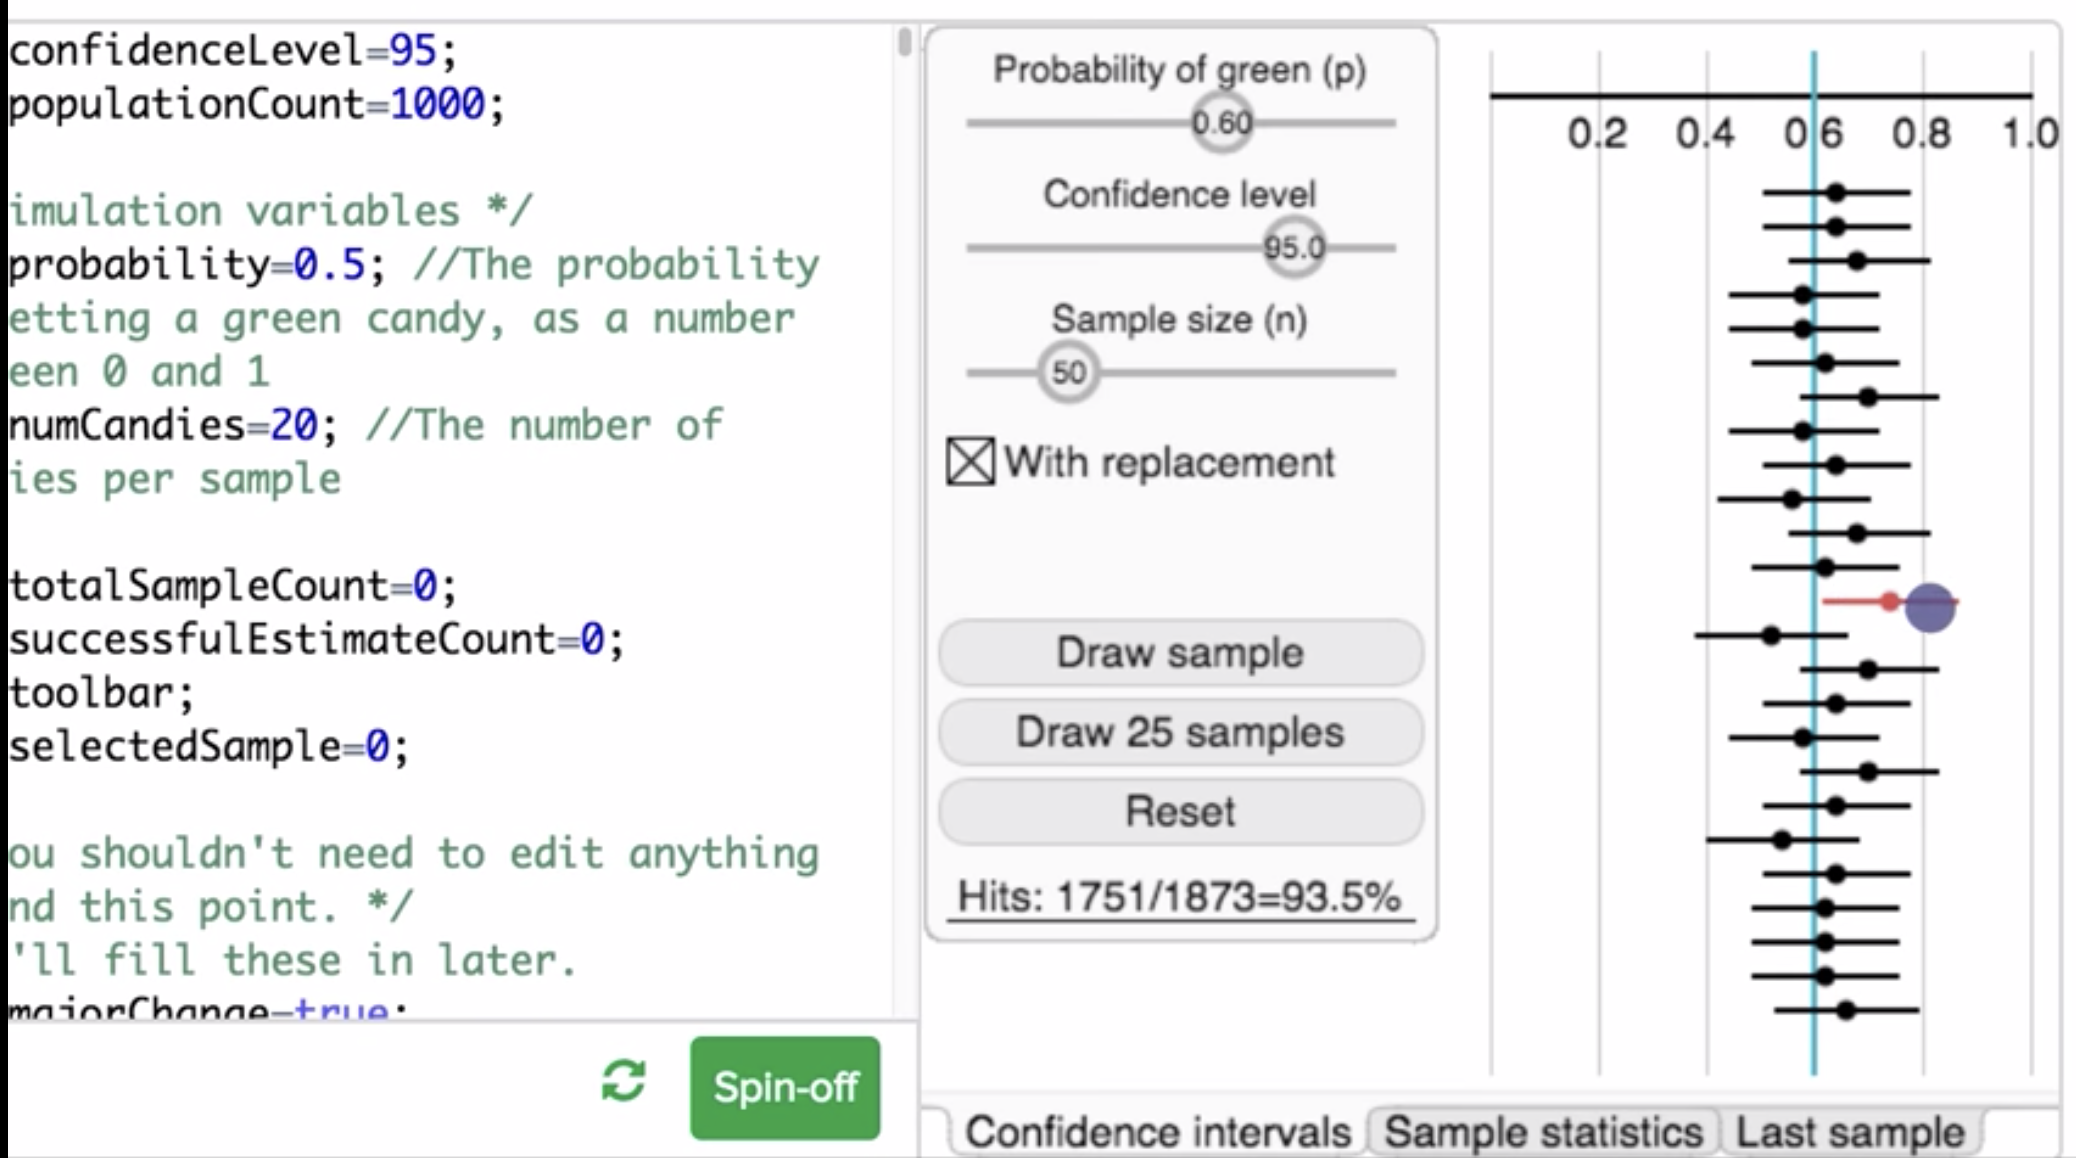 confidenceLevel=95;
populationCount=1000;
imulation variables */
probability=0.5; //The probability
etting a green candy, as a number
een 0 and 1
numCandies=20; //The number of
ies per sample
totalSampleCount=0;
successfulEstimateCount=0;
toolbar;
selectedSample=0;
ou shouldn't need to edit anything
nd this point. */
'll fill these in later.
majorChange=true;
Spin-off
Probability of green (p)
0.60
Confidence level
95.0
Sample size (n)
50
With replacement
Draw sample
Draw 25 samples
Reset
Hits: 1751/1873=93.5%
0.2 0.4 0.6 0.8 1.0
Confidence intervals Sample statistics Last sample